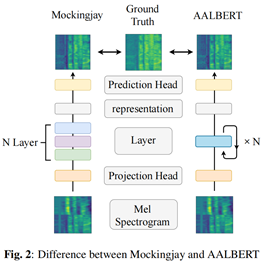 Mockingjay
Ground
Truth
AALBERT
Prediction Head
representation
N Layer
Layer
× N
Projection Head
Mel
Spectrogram
Fig. 2: Difference between Mockingjay and AALBERT